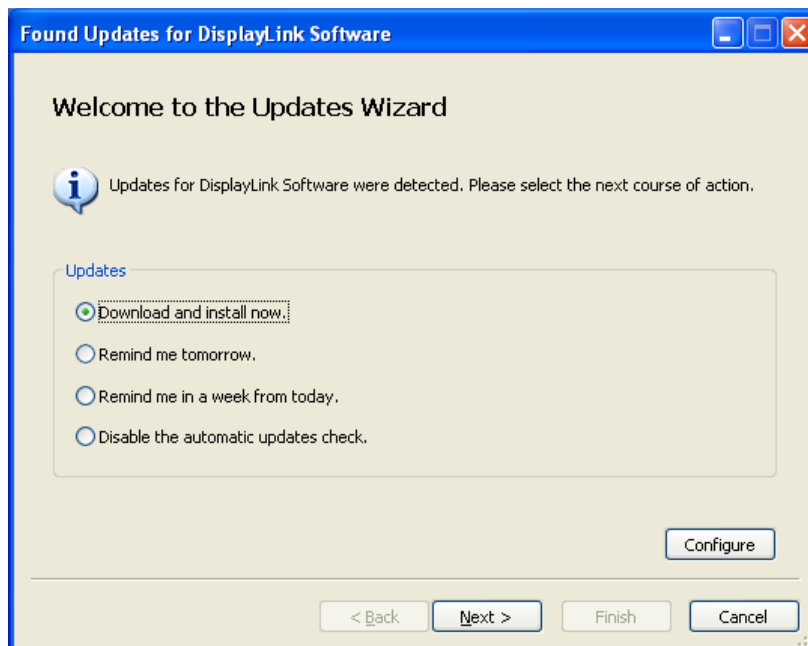 Found Updates for DisplayLink Software
Welcome to the Updates Wizard
Updates for DisplayLink Software were detected. Please select the next course of action.
Updates
Download and install now.
Remind me tomorrow.
Remind me in a week from today.
Disable the automatic updates check.
Configure
< Back Next > Finish Cancel